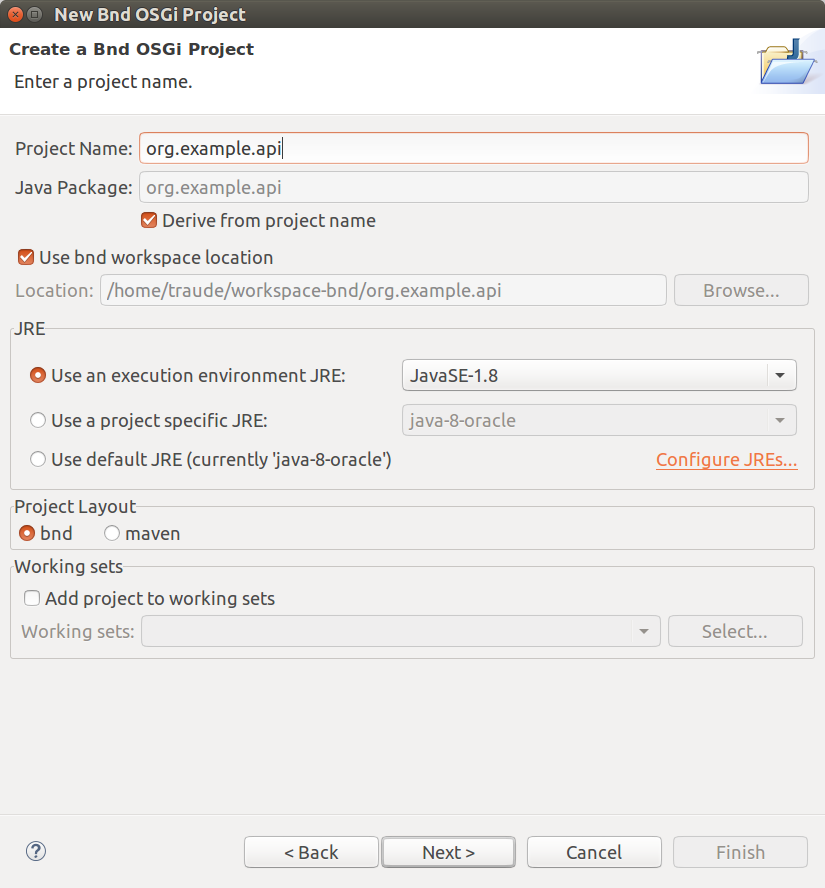 New Bnd OSGi Project
Create a Bnd OSGi Project
Enter a project name.
Project Name: org.example.api
Java Package: org.example.api
Derive from project name
Use bnd workspace location
Location: /home/traude/workspace-bnd/org.example.api Browse...
JRE
Use an execution environment JRE: JavaSE-1.8
Use a project specific JRE: java-8-oracle
Use default JRE (currently 'java-8-oracle') Configure JREs...
Project Layout
bnd maven
Working sets
Add project to working sets
Working sets: Select...
? < Back Next > Cancel Finish